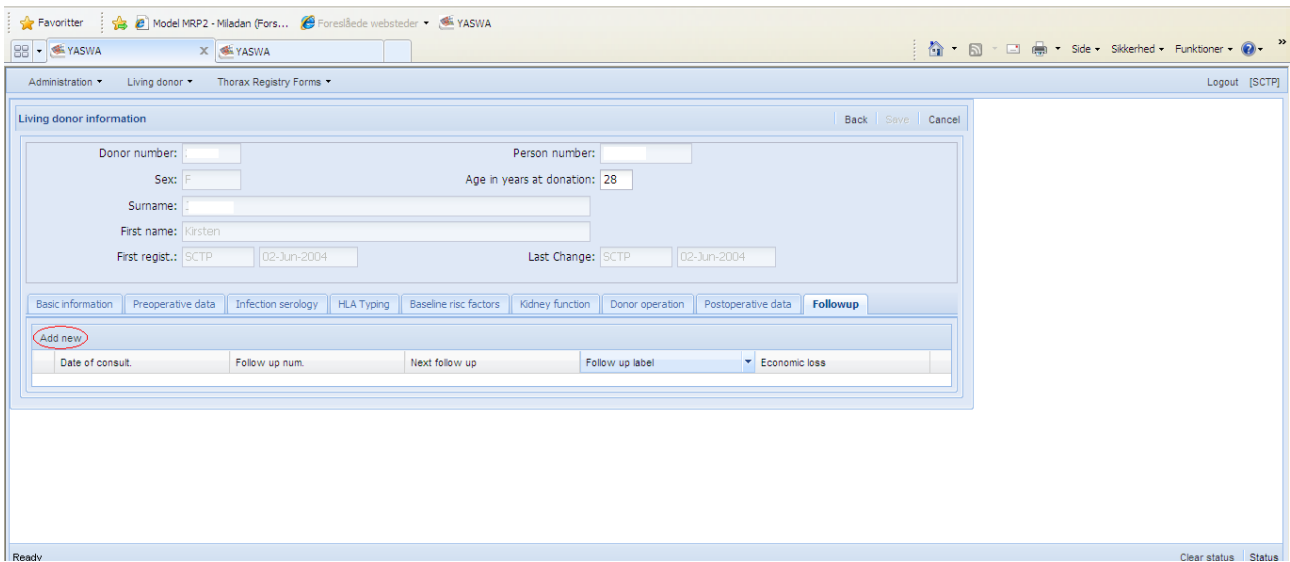 Favoritter Model MRP2 - Miladan (Fors... Foreslåede websteder YASWA
YASWA X YASWA Side Sikkerhed Funktioner »
Administration Living donor Thorax Registry Forms Logout [SCTP]
Living donor information Back Save Cancel
Donor number: Person number:
Sex: F Age in years at donation: 28
Surname:
First name: Kirsten
First regist.: SCTP 02-Jun-2004 Last Change: SCTP 02-Jun-2004
Basic information Preoperative data Infection serology HLA Typing Baseline risc factors Kidney function Donor operation Postoperative data Followup
Add new
Date of consult. Follow up num. Next follow up Follow up label Economic loss
Ready Clear status Status